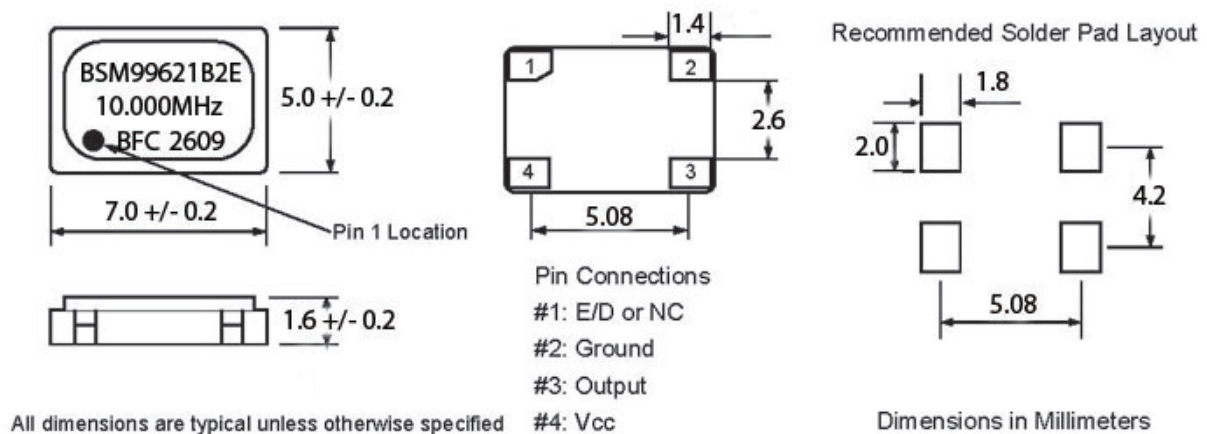 BSM99621B2E
10.000MHz
BFC 2609
5.0 +/- 0.2
7.0 +/- 0.2
Pin 1 Location
1.6 +/- 0.2
All dimensions are typical unless otherwise specified
1.4
1
2
2.6
4
3
5.08
Pin Connections
#1: E/D or NC
#2: Ground
#3: Output
#4: Vcc
Recommended Solder Pad Layout
1.8
2.0
4.2
5.08
Dimensions in Millimeters